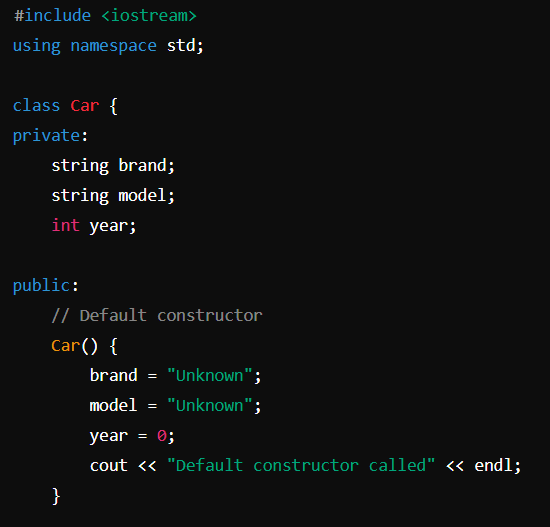 #include <iostream>
using namespace std;

class Car {
private:
    string brand;
    string model;
    int year;

public:
    // Default constructor
    Car() {
        brand = "Unknown";
        model = "Unknown";
        year = 0;
        cout << "Default constructor called" << endl;
    }